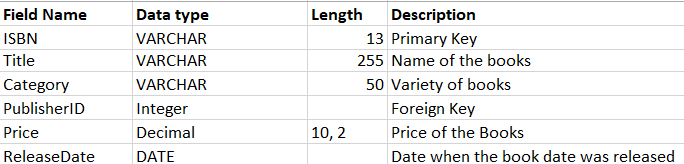 Field Name Data type Length Description
ISBN VARCHAR 13 Primary Key
Title VARCHAR 255 Name of the books
Category VARCHAR 50 Variety of books
PublisherID Integer Foreign Key
Price Decimal 10, 2 Price of the Books
ReleaseDate DATE Date when the book date was released